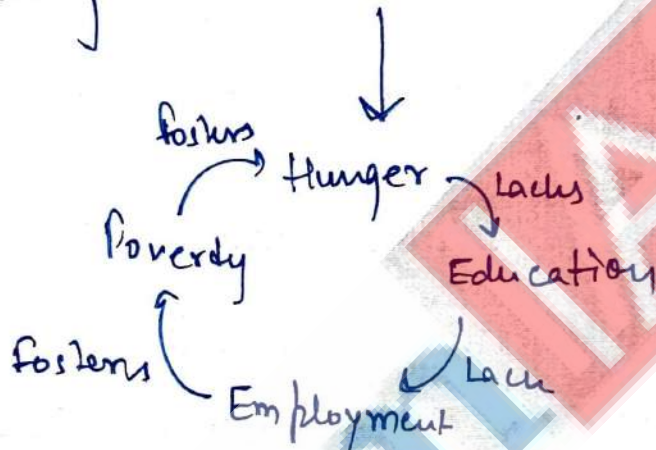 fosters
Hunger
Lacks
Poverty
Education
fosters
Lack
Employment